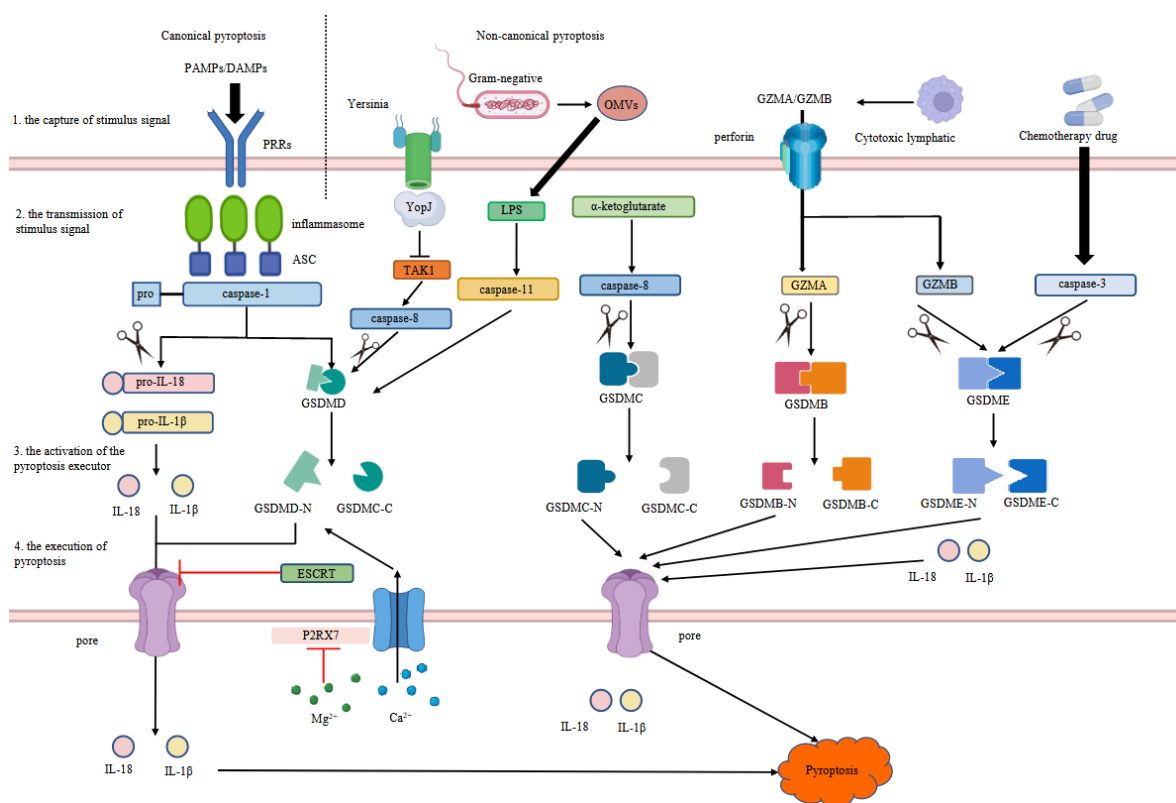 Canonical pyroptosis
Non-canonical pyroptosis
PAMPs/DAMPs
Gram-negative
Yersinia
OMVs
GZMA/GZMB
1. the capture of stimulus signal
PRRs
perforin
Cytotoxic lymphatic
Chemotherapy drug
2. the transmission of
stimulus signal
inflammasome
YopJ
LPS
α-ketoglutarate
ASC
TAK1
pro
caspase-1
caspase-11
caspase-8
GZMA
GZMB
caspase-3
caspase-8
pro-IL-18
GSDMD
GSDMC
GSDMB
GSDME
pro-IL-1β
3. the activation of the
pyroptosis executor
IL-18
IL-1β
GSDMD-N
GSDMC-C
GSDMC-N
GSDMC-C
GSDMB-N
GSDMB-C
GSDME-N
GSDME-C
4. the execution of
pyroptosis
ESCRT
IL-18
IL-1β
pore
P2RX7
pore
Mg²⁺
Ca²⁺
IL-18
IL-1β
IL-18
IL-1β
Pyroptosis